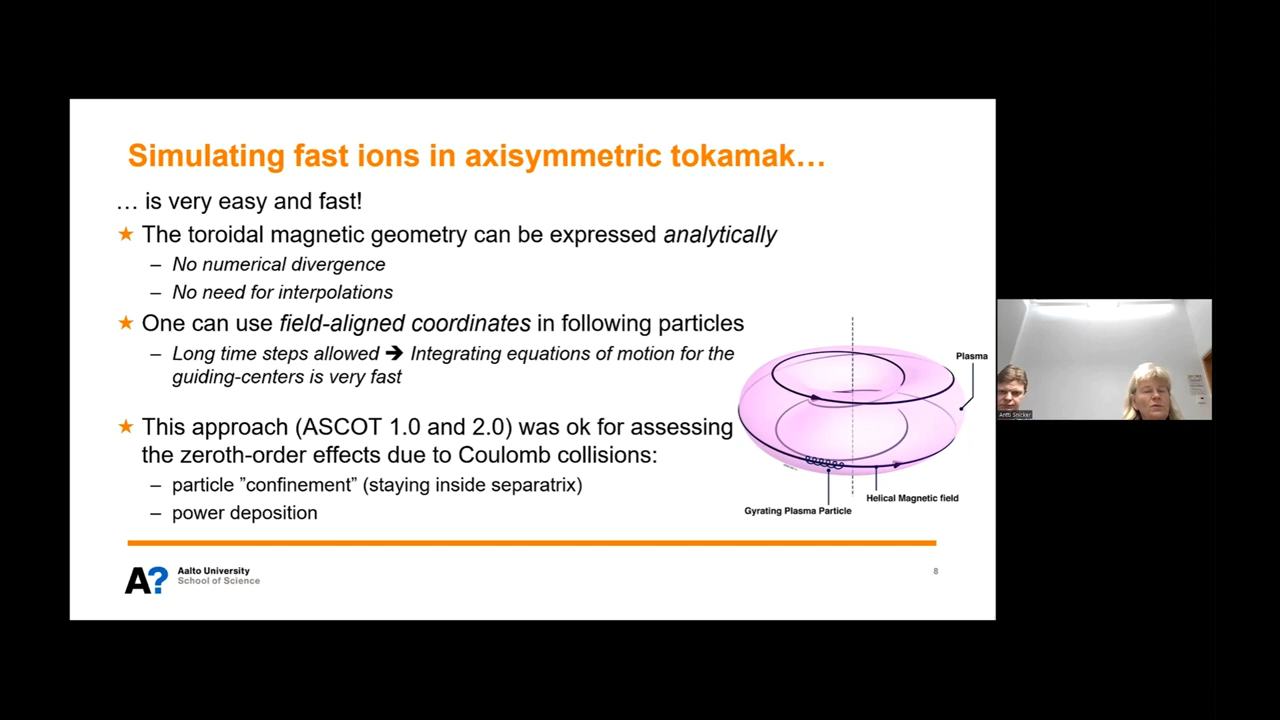 Simulating fast ions in axisymmetric tokamak…
… is very easy and fast!
★ The toroidal magnetic geometry can be expressed analytically
– No numerical divergence
– No need for interpolations
★ One can use field-aligned coordinates in following particles
– Long time steps allowed ➔ Integrating equations of motion for the
guiding-centers is very fast
★ This approach (ASCOT 1.0 and 2.0) was ok for assessing
the zeroth-order effects due to Coulomb collisions:
– particle ”confinement” (staying inside separatrix)
– power deposition
Plasma
Helical Magnetic field
Gyrating Plasma Particle
A?
Aalto University
School of Science
8
Antti Snicker